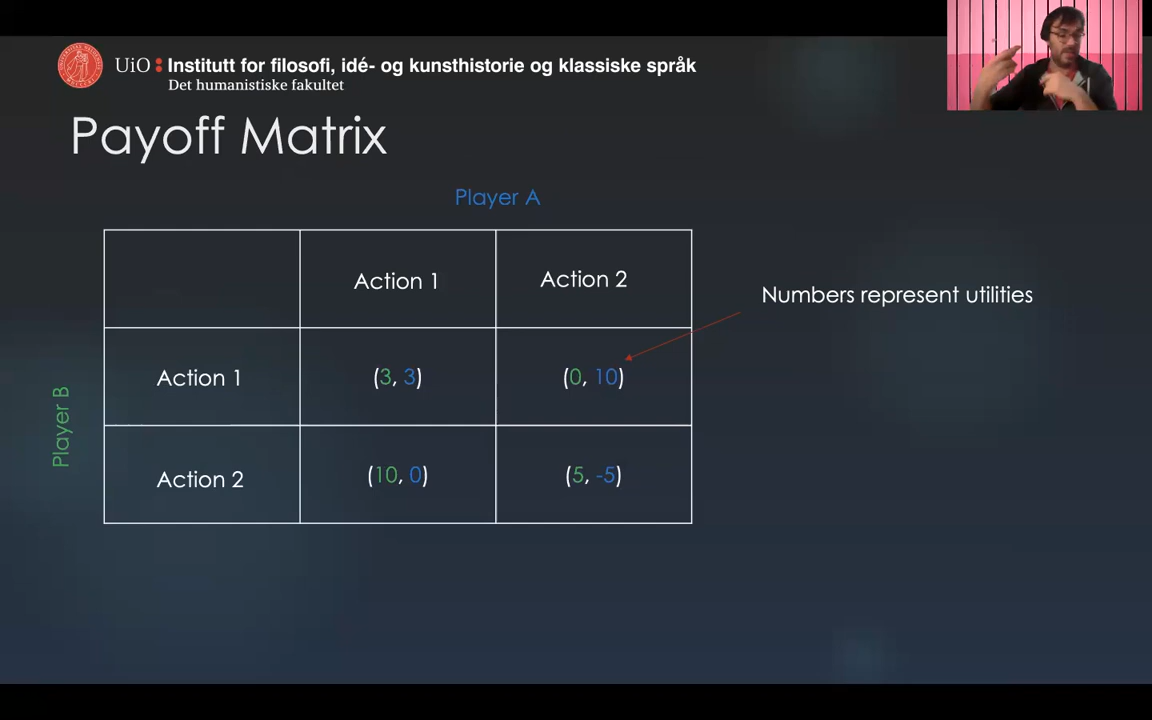 UiO : Institutt for filosofi, idé- og kunsthistorie og klassiske språk
Det humanistiske fakultet
Payoff Matrix
Player A
Action 1
Action 2
Numbers represent utilities
Player B
Action 1
(3, 3)
(0, 10)
Action 2
(10, 0)
(5, -5)